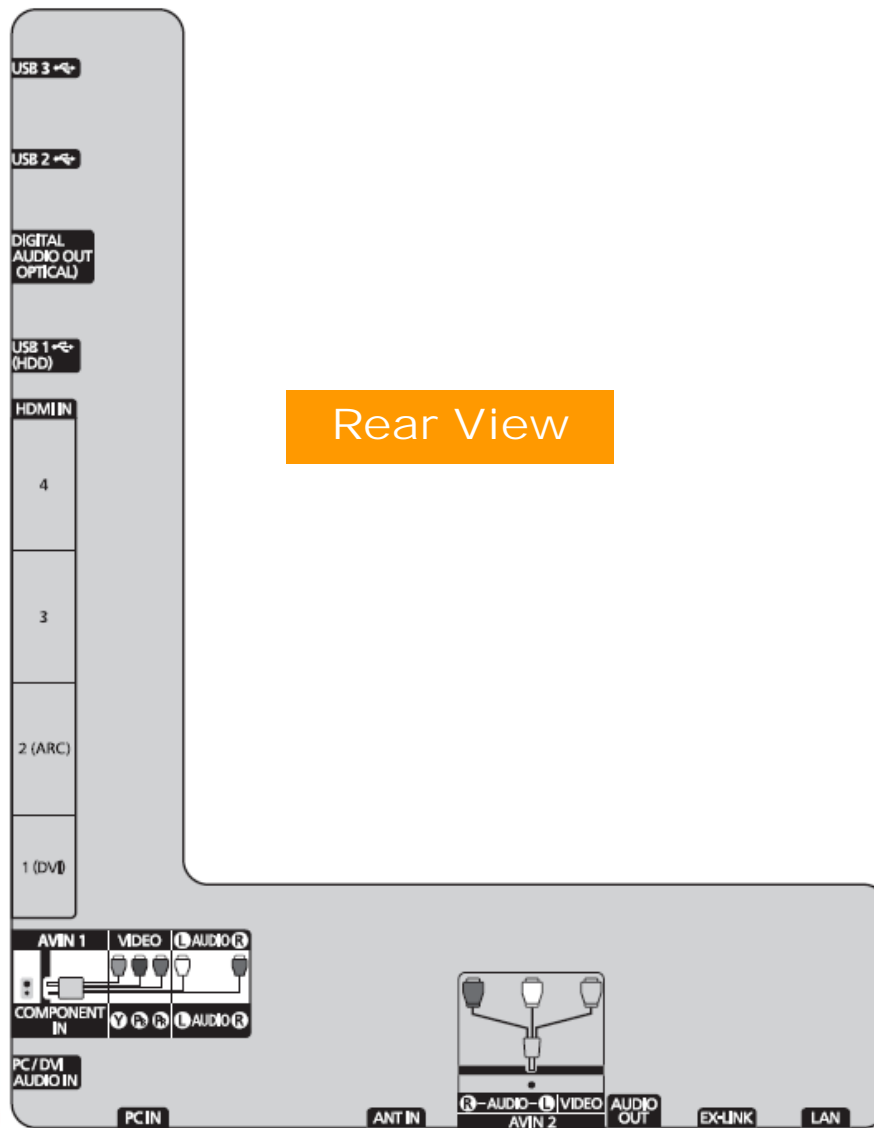 USB 3
USB 2
DIGITAL
AUDIO OUT
OPTICAL)
USB 1
(HDD)
HDMI IN
4
Rear View
3
2 (ARC)
1 (DVI)
AV IN 1 VIDEO L AUDIO R
COMPONENT
IN
Y PB PR L AUDIO R
PC / DVI
AUDIO IN
PC IN
ANT IN
R-AUDIO-L VIDEO
AV IN 2
AUDIO
OUT
EX-LINK
LAN